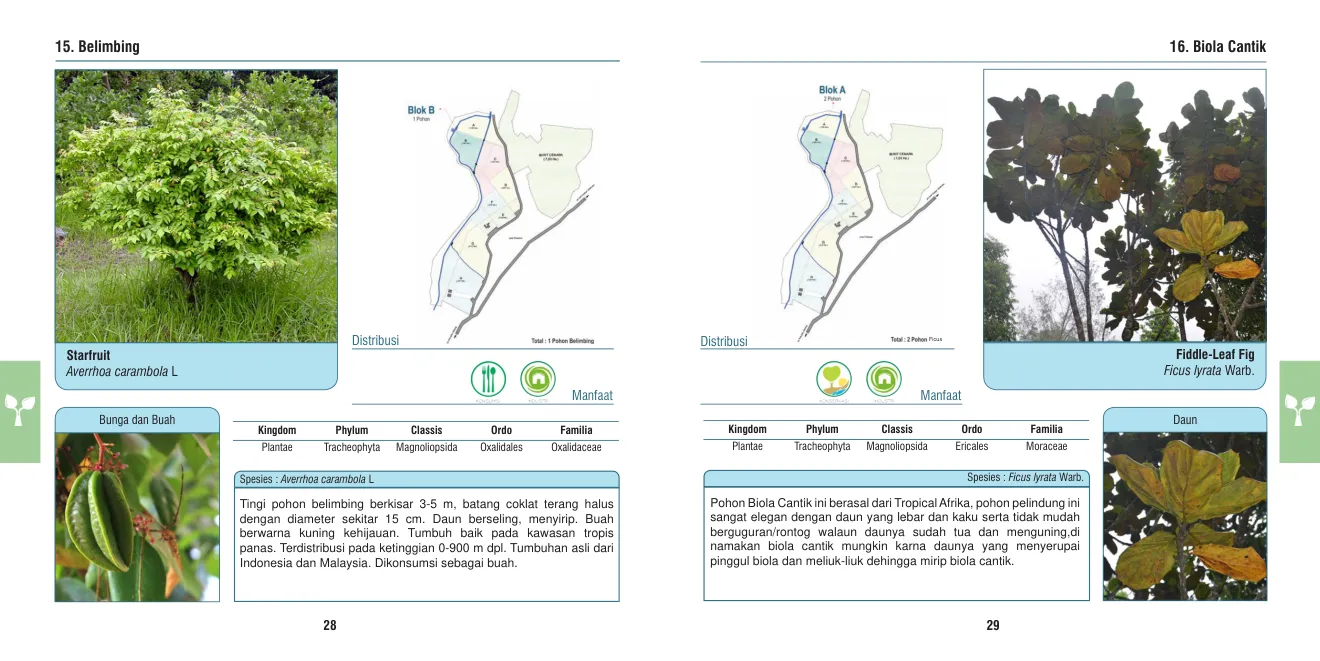 15. Belimbing
Blok B
1 Pohon
BUKIT CEMARA
Distribusi
Total : 1 Pohon Belimbing
Starfruit
Averrhoa carambola L
Manfaat
Bunga dan Buah
Kingdom Phylum Classis Ordo Familia
Plantae Tracheophyta Magnoliopsida Oxalidales Oxalidaceae
Spesies : Averrhoa carambola L
Tingi pohon belimbing berkisar 3-5 m, batang coklat terang halus
dengan diameter sekitar 15 cm. Daun berseling, menyirip. Buah
berwarna kuning kehijauan. Tumbuh baik pada kawasan tropis
panas. Terdistribusi pada ketinggian 0-900 m dpl. Tumbuhan asli dari
Indonesia dan Malaysia. Dikonsumsi sebagai buah.
28
16. Biola Cantik
Blok A
2 Pohon
BUKIT CEMARA
Distribusi
Total : 2 Pohon Ficus
Fiddle-Leaf Fig
Ficus lyrata Warb.
Manfaat
Kingdom Phylum Classis Ordo Familia
Plantae Tracheophyta Magnoliopsida Ericales Moraceae
Daun
Spesies : Ficus lyrata Warb.
Pohon Biola Cantik ini berasal dari Tropical Afrika, pohon pelindung ini
sangat elegan dengan daun yang lebar dan kaku serta tidak mudah
berguguran/rontog walaun daunya sudah tua dan menguning,di
namakan biola cantik mungkin karna daunya yang menyerupai
pinggul biola dan meliuk-liuk dehingga mirip biola cantik.
29